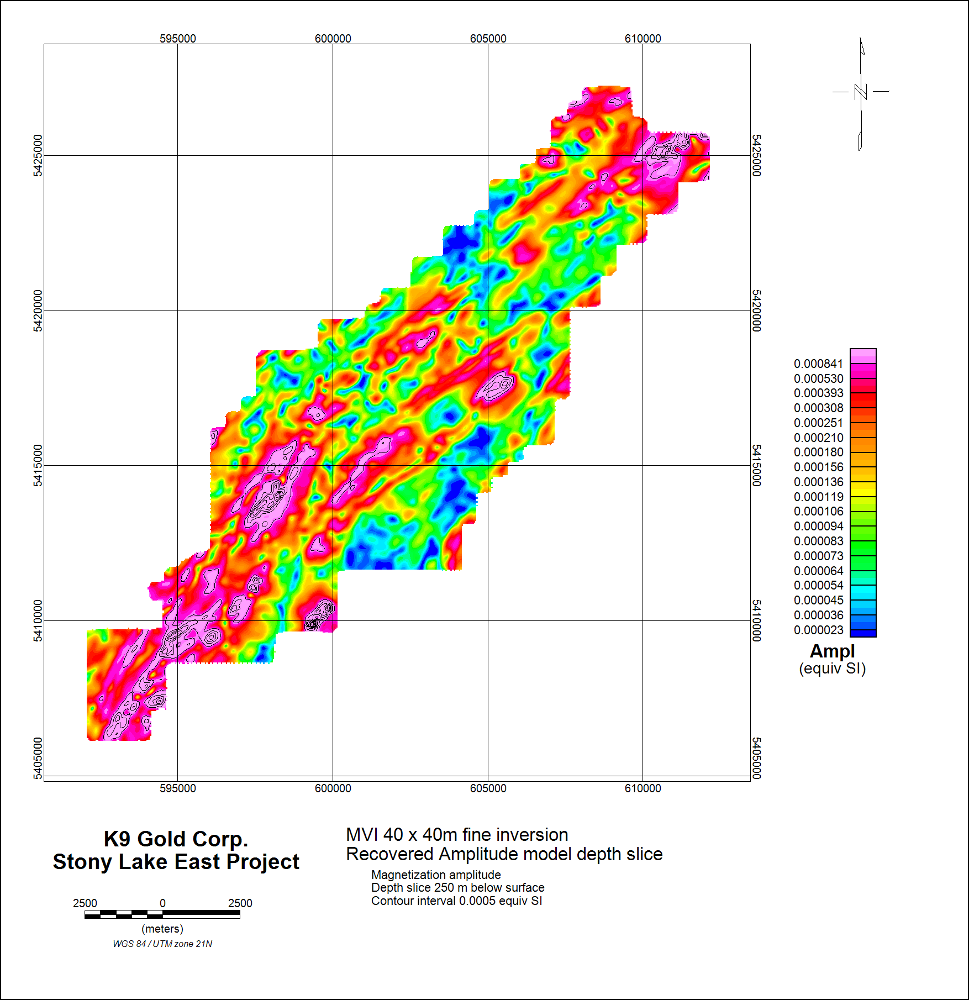 595000 600000 605000 610000
N
5425000 5425000
5420000 5420000
5415000 5415000
5410000 5410000
5405000 5405000
595000 600000 605000 610000
0.000841
0.000530
0.000393
0.000308
0.000251
0.000210
0.000180
0.000156
0.000136
0.000119
0.000106
0.000094
0.000083
0.000073
0.000064
0.000054
0.000045
0.000036
0.000023
Ampl
(equiv SI)
K9 Gold Corp.
Stony Lake East Project
2500 0 2500
(meters)
WGS 84 / UTM zone 21N
MVI 40 x 40m fine inversion
Recovered Amplitude model depth slice
Magnetization amplitude
Depth slice 250 m below surface
Contour interval 0.0005 equiv SI